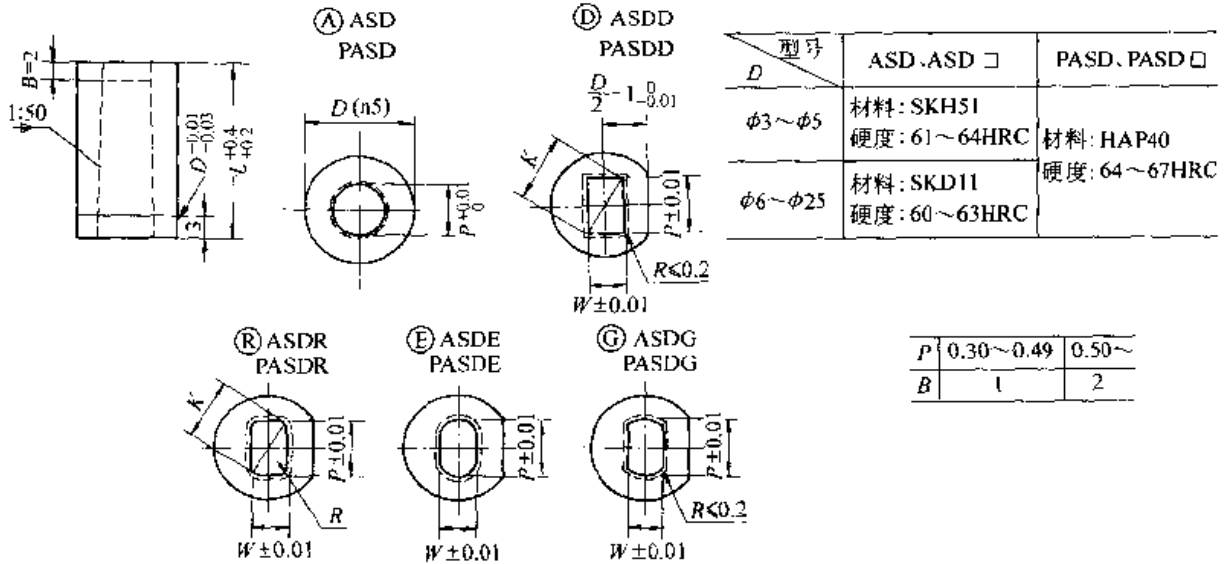 Ⓐ ASD
PASD
Ⓓ ASDD
PASDD
B=2
1:50
D -0.01 -0.03
L +0.4 +0.2
3
D(n5)
P +0.01 0
D/2-1 0 -0.01
K
P±0.01
R≤0.2
W±0.01
型号
D
ASD、ASD□
PASD、PASD□
φ3～φ5
材料:SKH51
硬度:61～64HRC
φ6～φ25
材料:SKD11
硬度:60～63HRC
材料:HAP40
硬度:64～67HRC
Ⓡ ASDR
PASDR
K
P±0.01
R
W±0.01
Ⓔ ASDE
PASDE
P±0.01
W±0.01
Ⓖ ASDG
PASDG
P±0.01
R≤0.2
W±0.01
P 0.30～0.49 0.50～
B 1 2